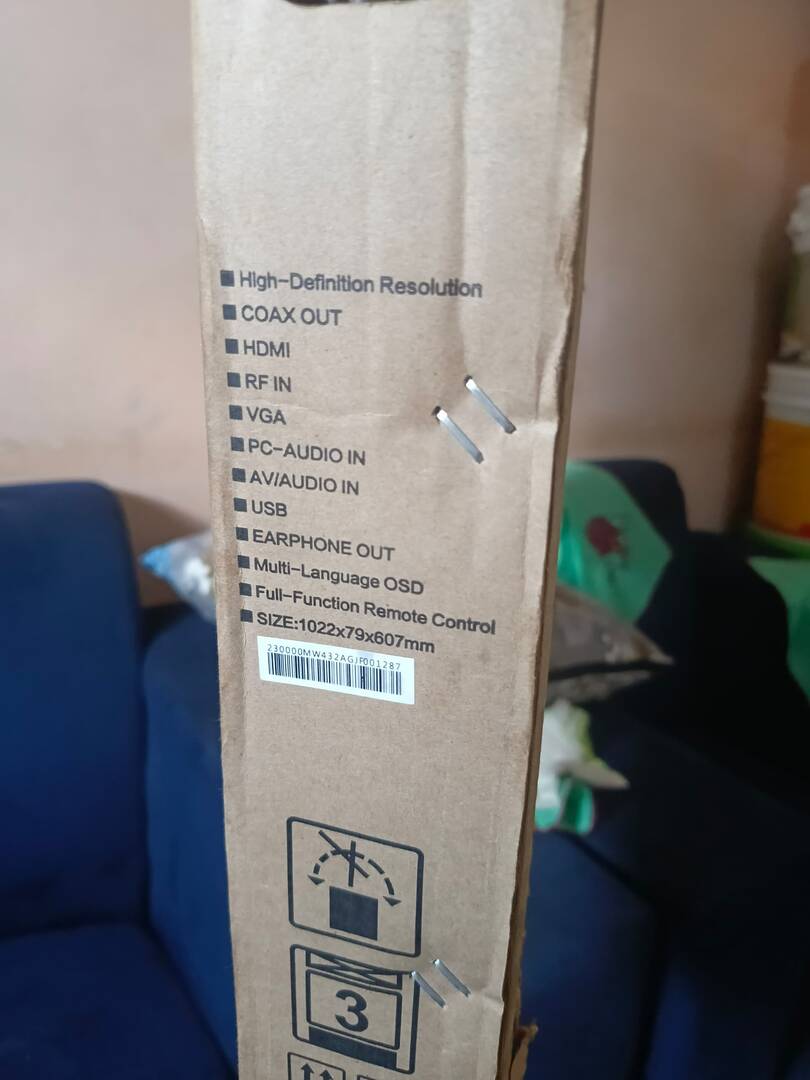 ■ High-Definition Resolution
■ COAX OUT
■ HDMI
■ RF IN
■ VGA
■ PC-AUDIO IN
■ AV/AUDIO IN
■ USB
■ EARPHONE OUT
■ Multi-Language OSD
■ Full-Function Remote Control
■ SIZE:1022x79x607mm
230000MW432AGJF001287
3